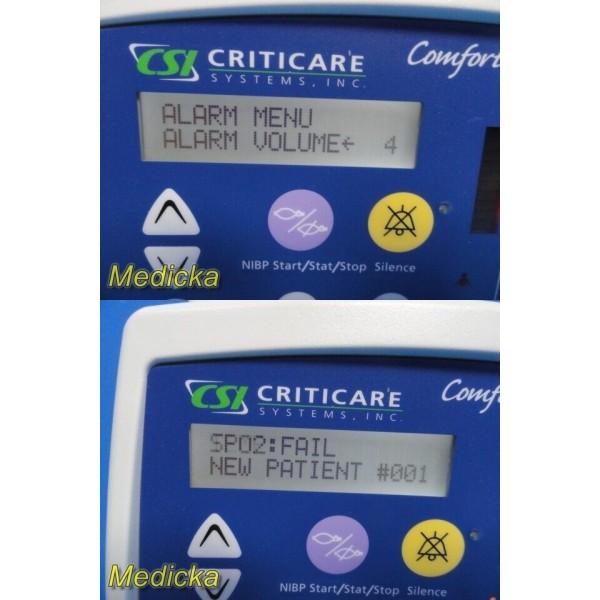 CSI CRITICARE
SYSTEMS, INC.
Comfort
ALARM MENU
ALARM VOLUME← 4
NIBP Start/Stat/Stop Silence
Medicka
CSI CRITICARE
SYSTEMS, INC.
Comf
SPO2:FAIL
NEW PATIENT #001
NIBP Start/Stat/Stop Silence
Medicka